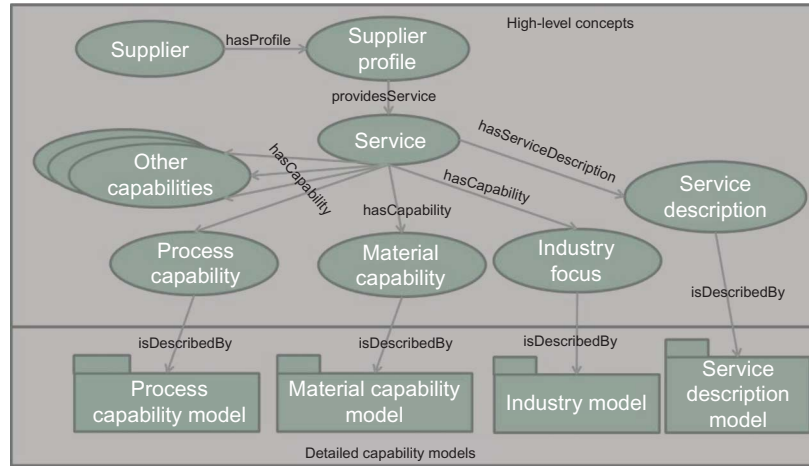 High-level concepts
Supplier
hasProfile
Supplier
profile
providesService
Service
hasServiceDescription
Other
capabilities
hasCapability
hasCapability
hasCapability
Service
description
Process
capability
Material
capability
Industry
focus
isDescribedBy
isDescribedBy
isDescribedBy
isDescribedBy
Process
capability model
Material capability
model
Industry model
Service
description
model
Detailed capability models